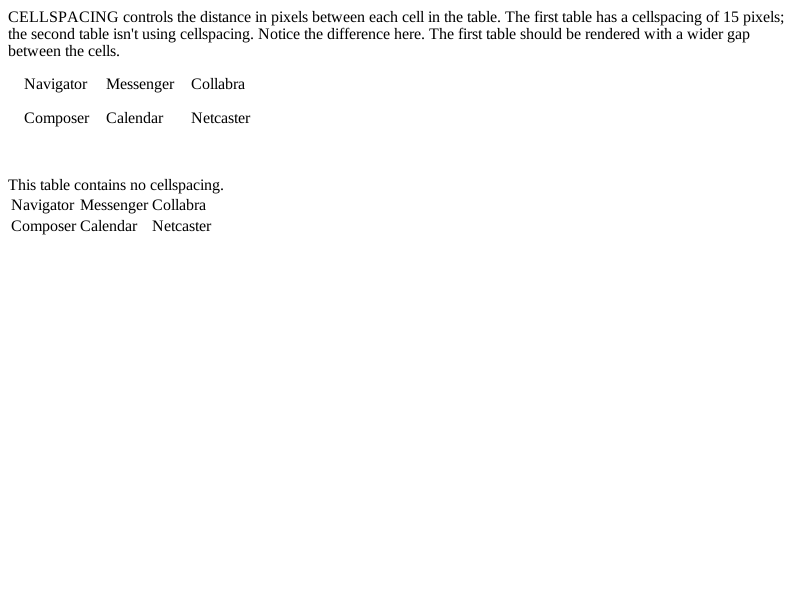 CELLSPACING controls the distance in pixels between each cell in the table. The first table has a cellspacing of 15 pixels;
the second table isn't using cellspacing. Notice the difference here. The first table should be rendered with a wider gap
between the cells.
Navigator Messenger Collabra
Composer Calendar Netcaster
This table contains no cellspacing.
Navigator Messenger Collabra
Composer Calendar Netcaster